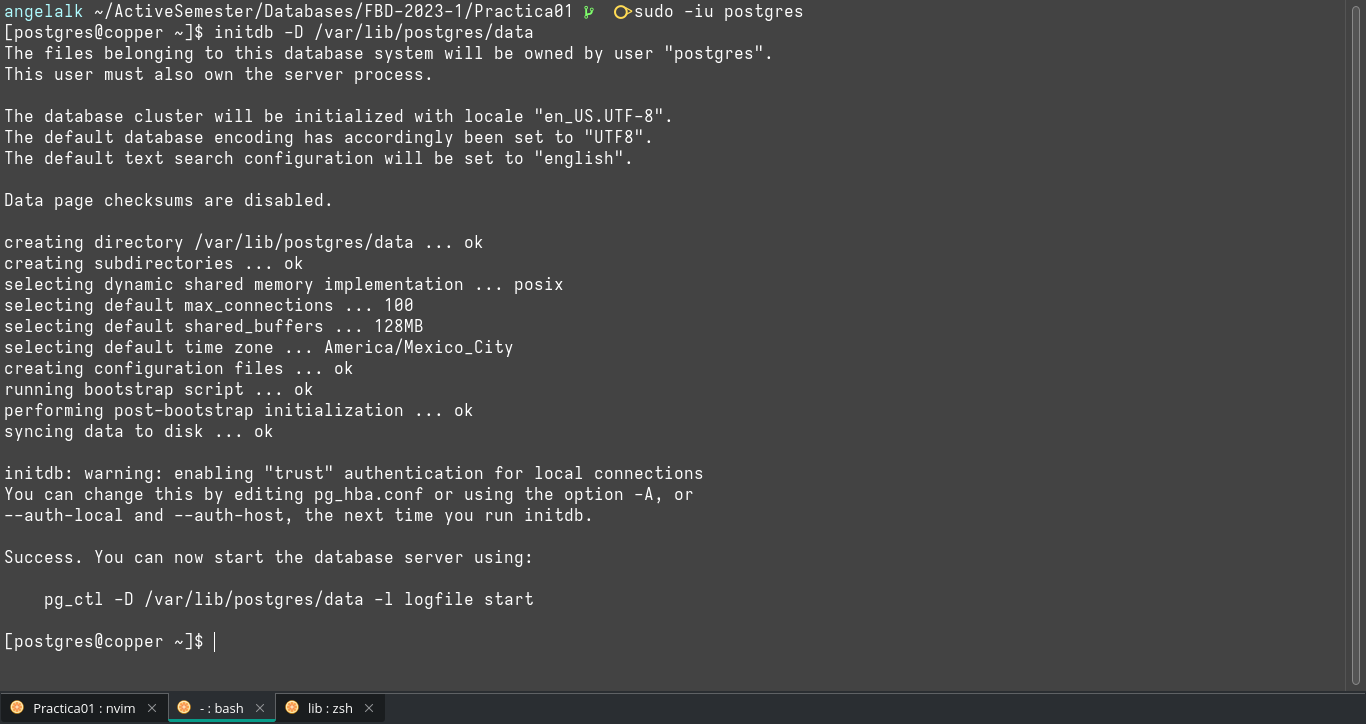 angelalk ~/ActiveSemester/Databases/FBD-2023-1/Practica01 sudo -iu postgres
[postgres@copper ~]$ initdb -D /var/lib/postgres/data
The files belonging to this database system will be owned by user "postgres".
This user must also own the server process.

The database cluster will be initialized with locale "en_US.UTF-8".
The default database encoding has accordingly been set to "UTF8".
The default text search configuration will be set to "english".

Data page checksums are disabled.

creating directory /var/lib/postgres/data ... ok
creating subdirectories ... ok
selecting dynamic shared memory implementation ... posix
selecting default max_connections ... 100
selecting default shared_buffers ... 128MB
selecting default time zone ... America/Mexico_City
creating configuration files ... ok
running bootstrap script ... ok
performing post-bootstrap initialization ... ok
syncing data to disk ... ok

initdb: warning: enabling "trust" authentication for local connections
You can change this by editing pg_hba.conf or using the option -A, or
--auth-local and --auth-host, the next time you run initdb.

Success. You can now start the database server using:

    pg_ctl -D /var/lib/postgres/data -l logfile start

[postgres@copper ~]$
Practica01 : nvim
- : bash
lib : zsh